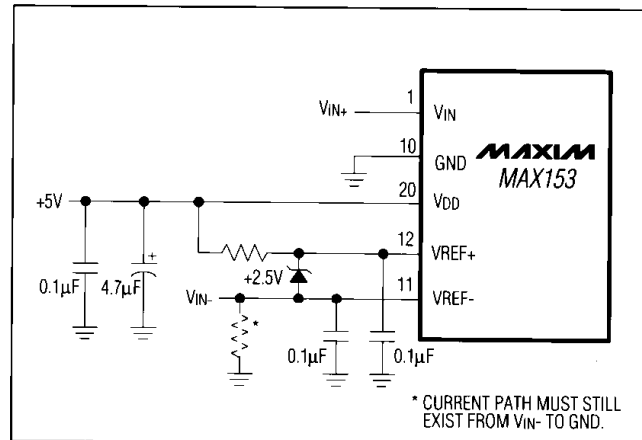 1
VIN+
VIN
10
GND
MAXIM
MAX153
20
+5V
VDD
12
VREF+
+2.5V
11
0.1µF
4.7µF
VIN-
VREF-
*
0.1µF
0.1µF
* CURRENT PATH MUST STILL
EXIST FROM VIN- TO GND.